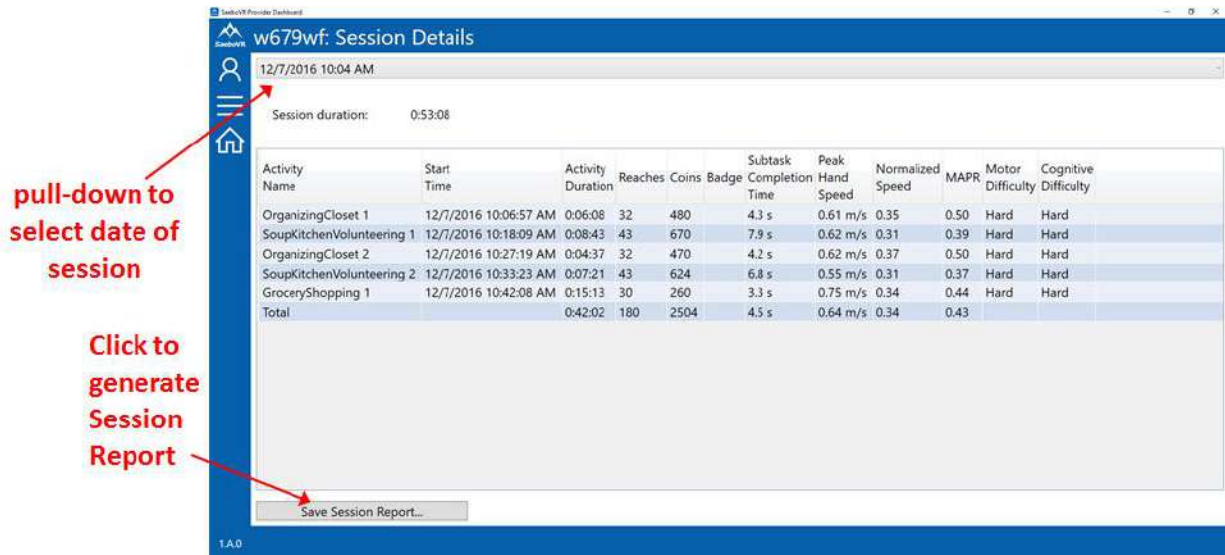 SaeboVR Provider Dashboard
SaeboVR
w679wf: Session Details
12/7/2016 10:04 AM
Session duration: 0:53:08
pull-down to
select date of
session
Activity Name Start Time Activity Duration Reaches Coins Badge Subtask Completion Time Peak Hand Speed Normalized Speed MAPR Motor Difficulty Cognitive Difficulty
OrganizingCloset 1 12/7/2016 10:06:57 AM 0:06:08 32 480 4.3 s 0.61 m/s 0.35 0.50 Hard Hard
SoupKitchenVolunteering 1 12/7/2016 10:18:09 AM 0:08:43 43 670 7.9 s 0.62 m/s 0.31 0.39 Hard Hard
OrganizingCloset 2 12/7/2016 10:27:19 AM 0:04:37 32 470 4.2 s 0.62 m/s 0.37 0.50 Hard Hard
SoupKitchenVolunteering 2 12/7/2016 10:33:23 AM 0:07:21 43 624 6.8 s 0.55 m/s 0.31 0.37 Hard Hard
GroceryShopping 1 12/7/2016 10:42:08 AM 0:15:13 30 260 3.3 s 0.75 m/s 0.34 0.44 Hard Hard
Total 0:42:02 180 2504 4.5 s 0.64 m/s 0.34 0.43
Click to
generate
Session
Report
Save Session Report...
1.A.0